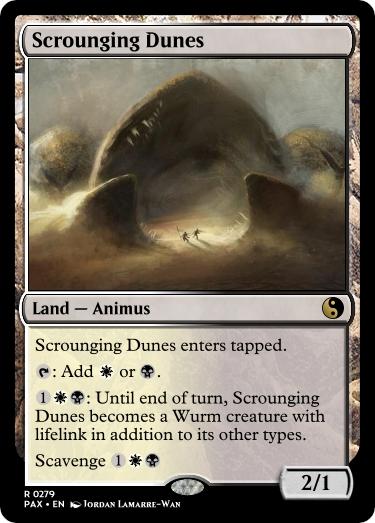 Scrounging Dunes
Land — Animus
Scrounging Dunes enters tapped.
: Add or .
1 : Until end of turn, Scrounging
Dunes becomes a Wurm creature with
lifelink in addition to its other types.
Scavenge 1
2/1
R 0279
PAX • EN Jordan Lamarre-Wan